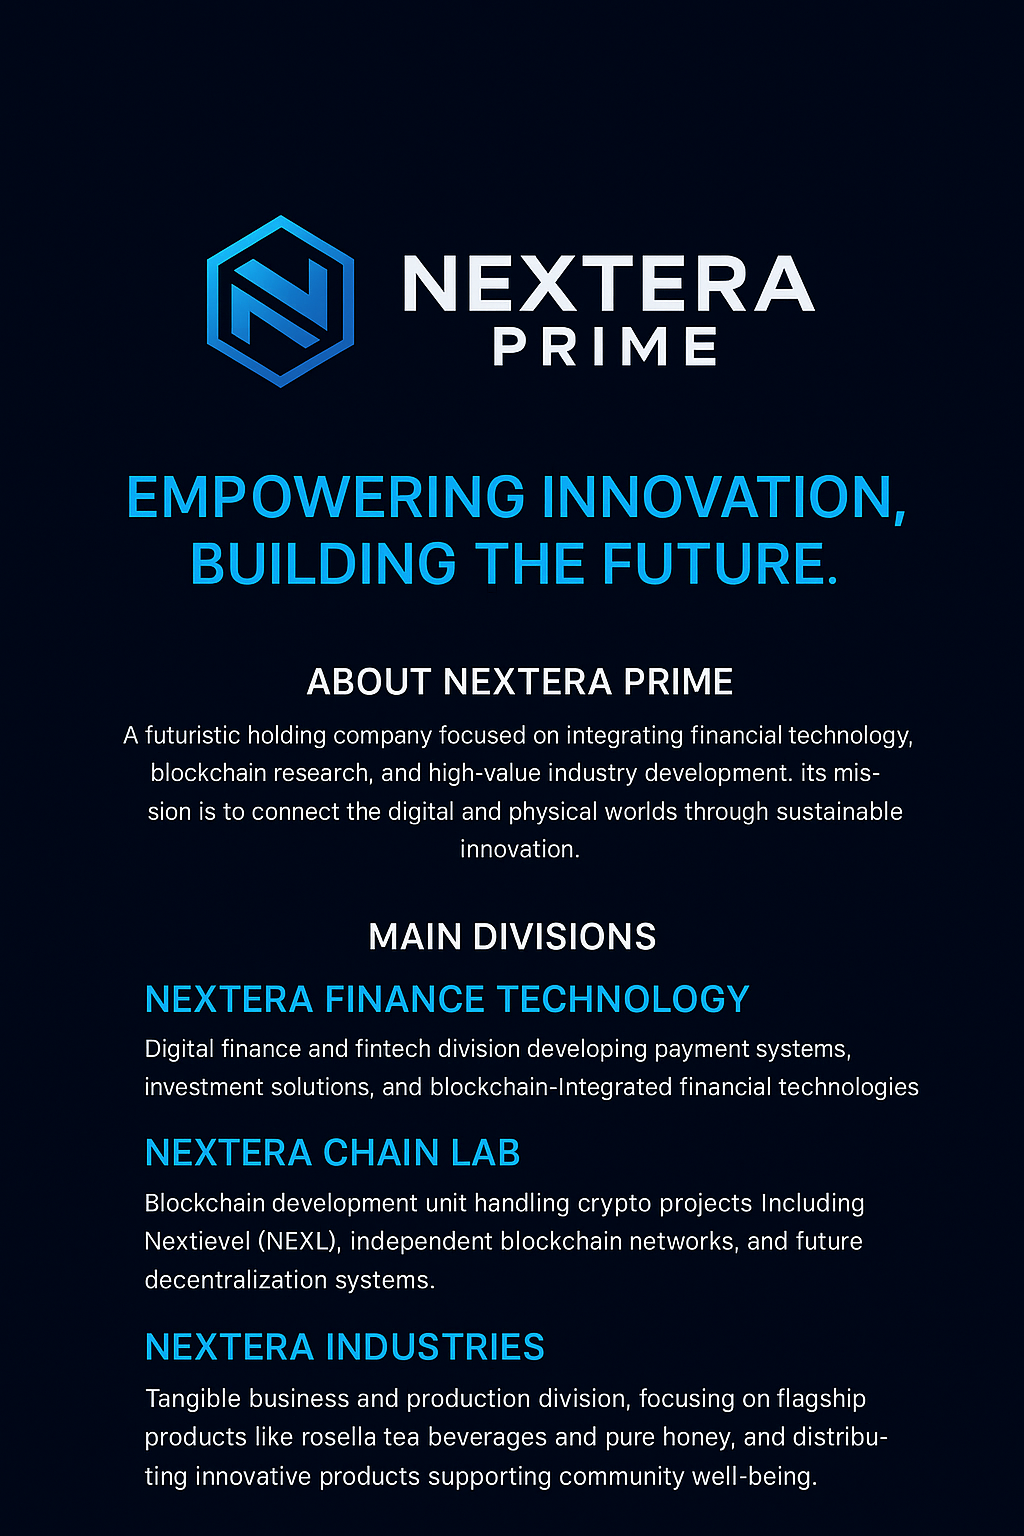 NEXTERA
PRIME
EMPOWERING INNOVATION,
BUILDING THE FUTURE.
ABOUT NEXTERA PRIME
A futuristic holding company focused on integrating financial technology,
blockchain research, and high-value industry development. its mis-
sion is to connect the digital and physical worlds through sustainable
innovation.
MAIN DIVISIONS
NEXTERA FINANCE TECHNOLOGY
Digital finance and fintech division developing payment systems,
investment solutions, and blockchain-Integrated financial technologies
NEXTERA CHAIN LAB
Blockchain development unit handling crypto projects Including
Nextievel (NEXL), independent blockchain networks, and future
decentralization systems.
NEXTERA INDUSTRIES
Tangible business and production division, focusing on flagship
products like rosella tea beverages and pure honey, and distribu-
ting innovative products supporting community well-being.